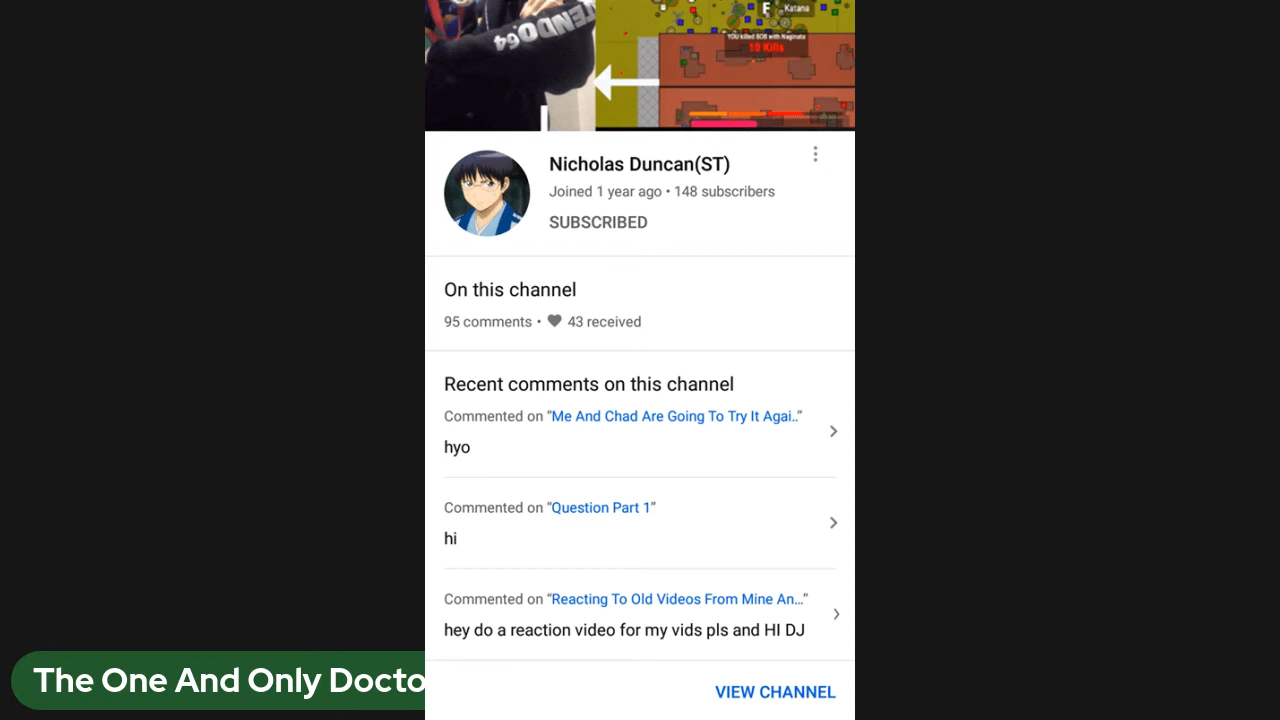 NINTENDO64
F
Katana
YOU killed BOB with Naginata
10 Kills
Nicholas Duncan(ST)
Joined 1 year ago • 148 subscribers
SUBSCRIBED
On this channel
95 comments • 43 received
Recent comments on this channel
Commented on “Me And Chad Are Going To Try It Agai..”
hyo
Commented on “Question Part 1”
hi
Commented on “Reacting To Old Videos From Mine An...”
hey do a reaction video for my vids pls and HI DJ
The One And Only Docto
VIEW CHANNEL